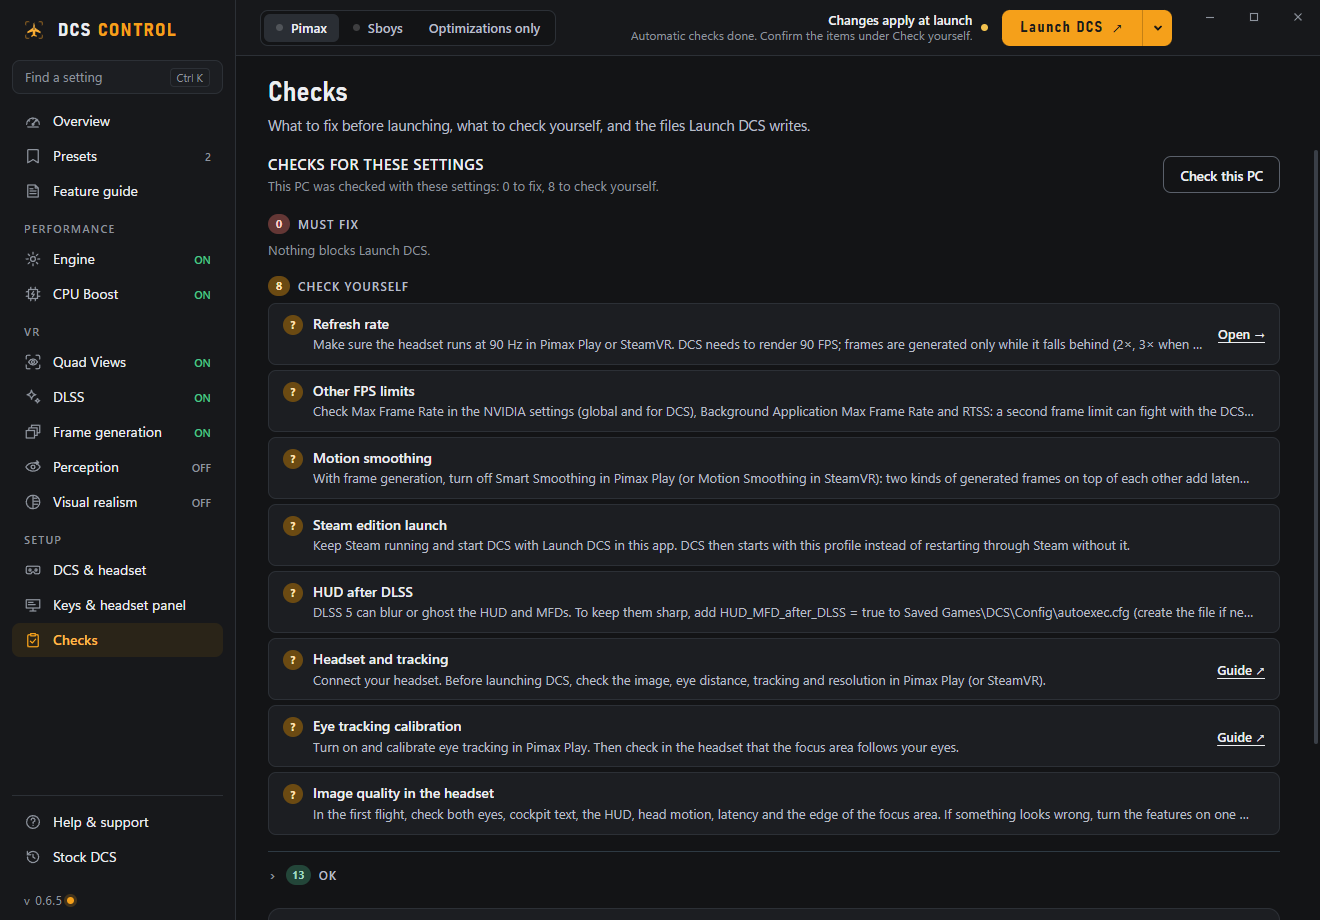 DCS CONTROL
Pimax
Sboys
Optimizations only
Changes apply at launch
Automatic checks done. Confirm the items under Check yourself.
Launch DCS ↗
Find a setting
Ctrl K
Overview
Presets 2
Feature guide
PERFORMANCE
Engine ON
CPU Boost ON
VR
Quad Views ON
DLSS ON
Frame generation ON
Perception OFF
Visual realism OFF
SETUP
DCS & headset
Keys & headset panel
Checks
Help & support
Stock DCS
v 0.6.5
Checks
What to fix before launching, what to check yourself, and the files Launch DCS writes.
CHECKS FOR THESE SETTINGS
This PC was checked with these settings: 0 to fix, 8 to check yourself.
Check this PC
0 MUST FIX
Nothing blocks Launch DCS.
8 CHECK YOURSELF
? Refresh rate
Make sure the headset runs at 90 Hz in Pimax Play or SteamVR. DCS needs to render 90 FPS; frames are generated only while it falls behind (2×, 3× when ...
Open →
? Other FPS limits
Check Max Frame Rate in the NVIDIA settings (global and for DCS), Background Application Max Frame Rate and RTSS: a second frame limit can fight with the DCS...
? Motion smoothing
With frame generation, turn off Smart Smoothing in Pimax Play (or Motion Smoothing in SteamVR): two kinds of generated frames on top of each other add laten...
? Steam edition launch
Keep Steam running and start DCS with Launch DCS in this app. DCS then starts with this profile instead of restarting through Steam without it.
? HUD after DLSS
DLSS 5 can blur or ghost the HUD and MFDs. To keep them sharp, add HUD_MFD_after_DLSS = true to Saved Games\DCS\Config\autoexec.cfg (create the file if ne...
? Headset and tracking
Connect your headset. Before launching DCS, check the image, eye distance, tracking and resolution in Pimax Play (or SteamVR).
Guide ↗
? Eye tracking calibration
Turn on and calibrate eye tracking in Pimax Play. Then check in the headset that the focus area follows your eyes.
Guide ↗
? Image quality in the headset
In the first flight, check both eyes, cockpit text, the HUD, head motion, latency and the edge of the focus area. If something looks wrong, turn the features on one ...
› 13 OK